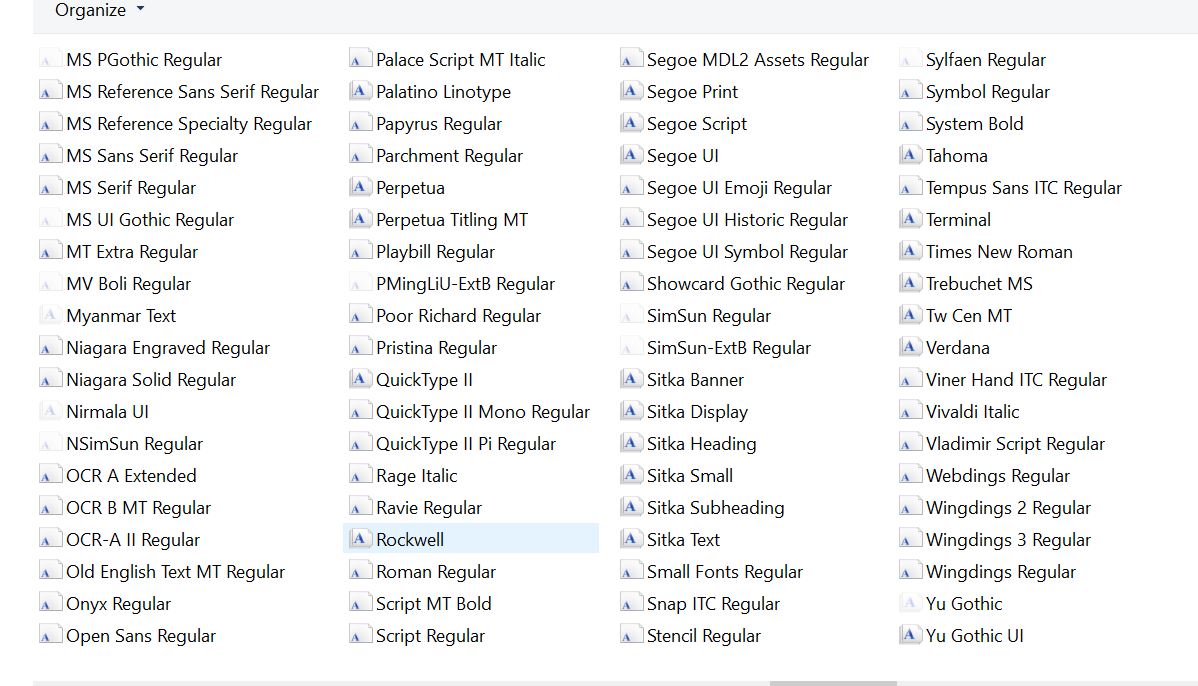 Organize
MS PGothic Regular
MS Reference Sans Serif Regular
MS Reference Specialty Regular
MS Sans Serif Regular
MS Serif Regular
MS UI Gothic Regular
MT Extra Regular
MV Boli Regular
Myanmar Text
Niagara Engraved Regular
Niagara Solid Regular
Nirmala UI
NSimSun Regular
OCR A Extended
OCR B MT Regular
OCR-A II Regular
Old English Text MT Regular
Onyx Regular
Open Sans Regular
Palace Script MT Italic
Palatino Linotype
Papyrus Regular
Parchment Regular
Perpetua
Perpetua Titling MT
Playbill Regular
PMingLiU-ExtB Regular
Poor Richard Regular
Pristina Regular
QuickType II
QuickType II Mono Regular
QuickType II Pi Regular
Rage Italic
Ravie Regular
Rockwell
Roman Regular
Script MT Bold
Script Regular
Segoe MDL2 Assets Regular
Segoe Print
Segoe Script
Segoe UI
Segoe UI Emoji Regular
Segoe UI Historic Regular
Segoe UI Symbol Regular
Showcard Gothic Regular
SimSun Regular
SimSun-ExtB Regular
Sitka Banner
Sitka Display
Sitka Heading
Sitka Small
Sitka Subheading
Sitka Text
Small Fonts Regular
Snap ITC Regular
Stencil Regular
Sylfaen Regular
Symbol Regular
System Bold
Tahoma
Tempus Sans ITC Regular
Terminal
Times New Roman
Trebuchet MS
Tw Cen MT
Verdana
Viner Hand ITC Regular
Vivaldi Italic
Vladimir Script Regular
Webdings Regular
Wingdings 2 Regular
Wingdings 3 Regular
Wingdings Regular
Yu Gothic
Yu Gothic UI